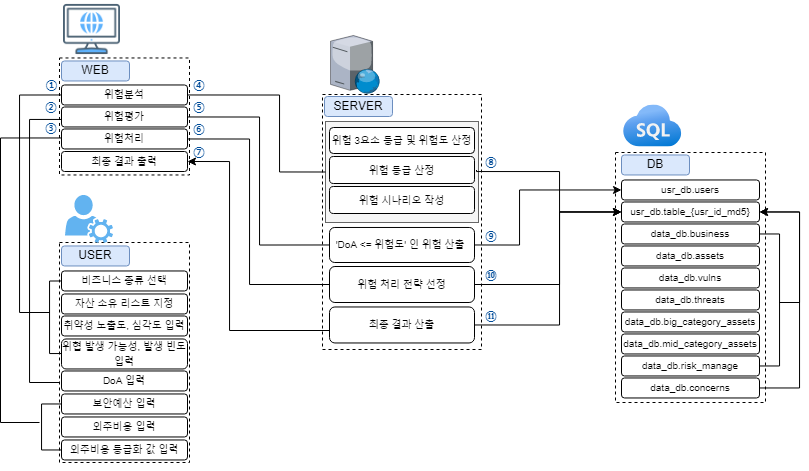 WEB
① 위험분석 ④
② 위험평가 ⑤
③ 위험처리 ⑥
최종 결과 출력 ⑦
USER
비즈니스 종류 선택
자산 소유 리스트 지정
취약성 노출도, 심각도 입력
위협 발생 가능성, 발생 빈도
입력
DoA 입력
보안예산 입력
외주비용 입력
외주비용 등급화 값 입력
SERVER
위험 3요소 등급 및 위험도 산정
위험 등급 산정 ⑧
위험 시나리오 작성
'DoA <= 위험도' 인 위험 산출 ⑨
위험 처리 전략 선정 ⑩
최종 결과 산출 ⑪
SQL
DB
usr_db.users
usr_db.table_{usr_id_md5}
data_db.business
data_db.assets
data_db.vulns
data_db.threats
data_db.big_category_assets
data_db.mid_category_assets
data_db.risk_manage
data_db.concerns